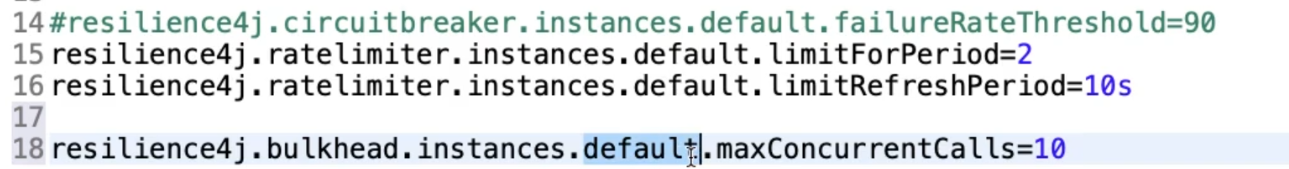 14 #resilience4j.circuitbreaker.instances.default.failureRateThreshold=90
15 resilience4j.ratelimiter.instances.default.limitForPeriod=2
16 resilience4j.ratelimiter.instances.default.limitRefreshPeriod=10s
17
18 resilience4j.bulkhead.instances.default.maxConcurrentCalls=10